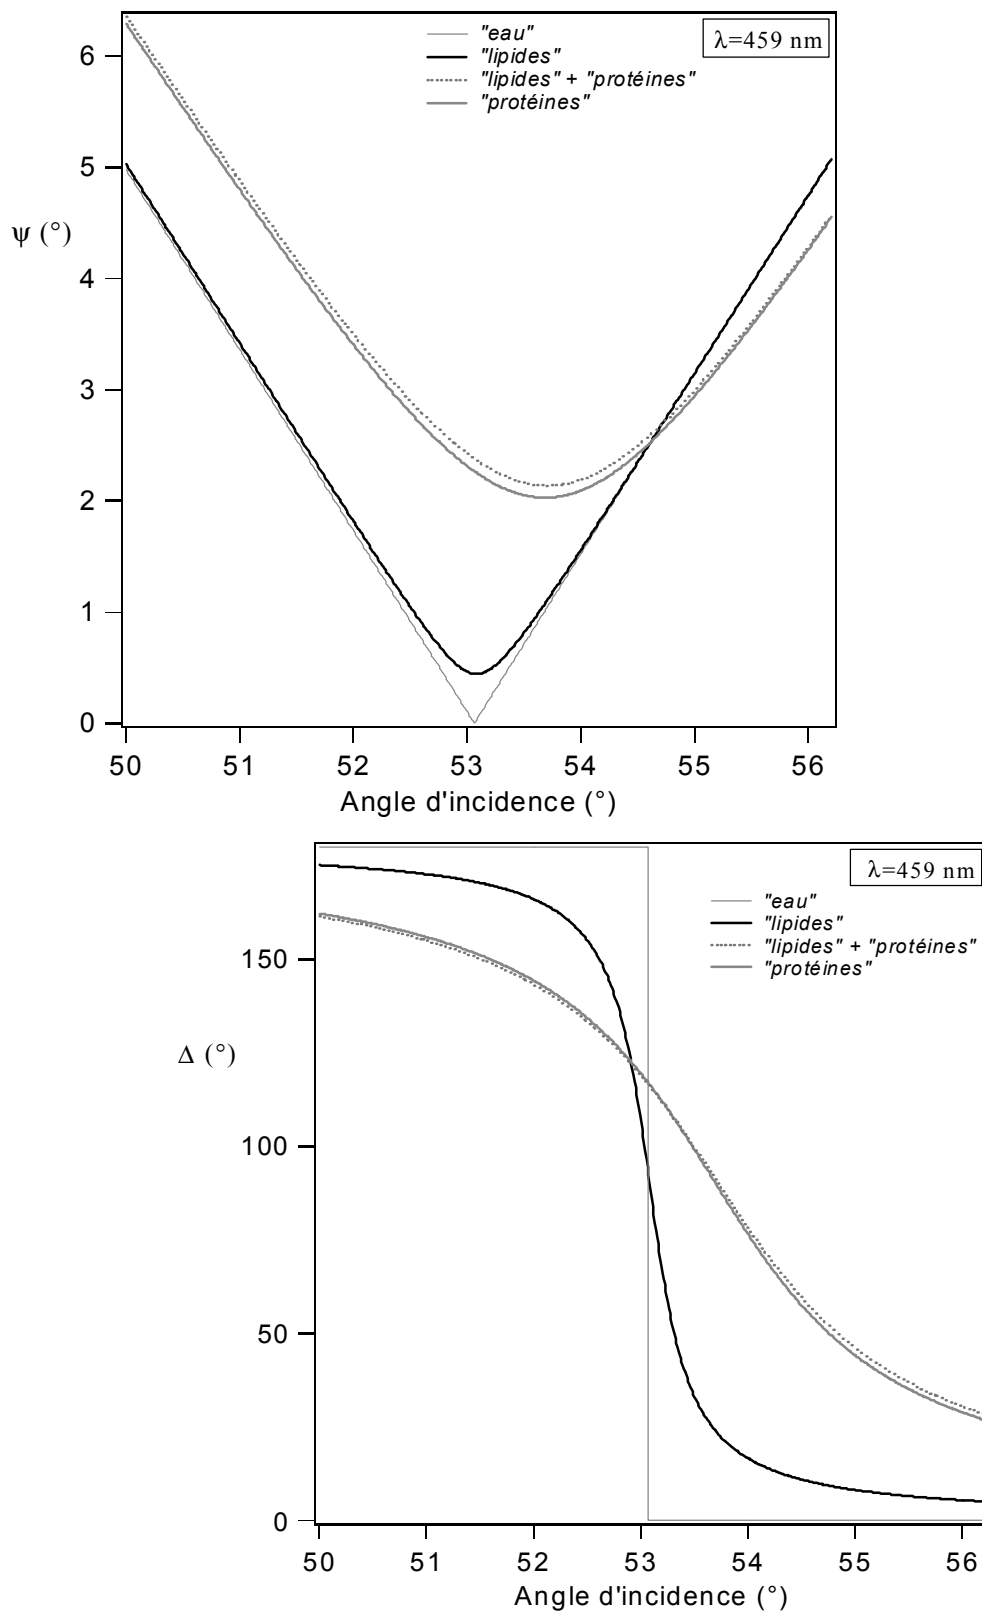 λ=459 nm
"eau"
"lipides"
"lipides" + "protéines"
"protéines"
6
5
ψ (°)
4
3
2
1
0
50 51 52 53 54 55 56
Angle d'incidence (°)
λ=459 nm
"eau"
"lipides"
"lipides" + "protéines"
"protéines"
150
Δ (°)
100
50
0
50 51 52 53 54 55 56
Angle d'incidence (°)